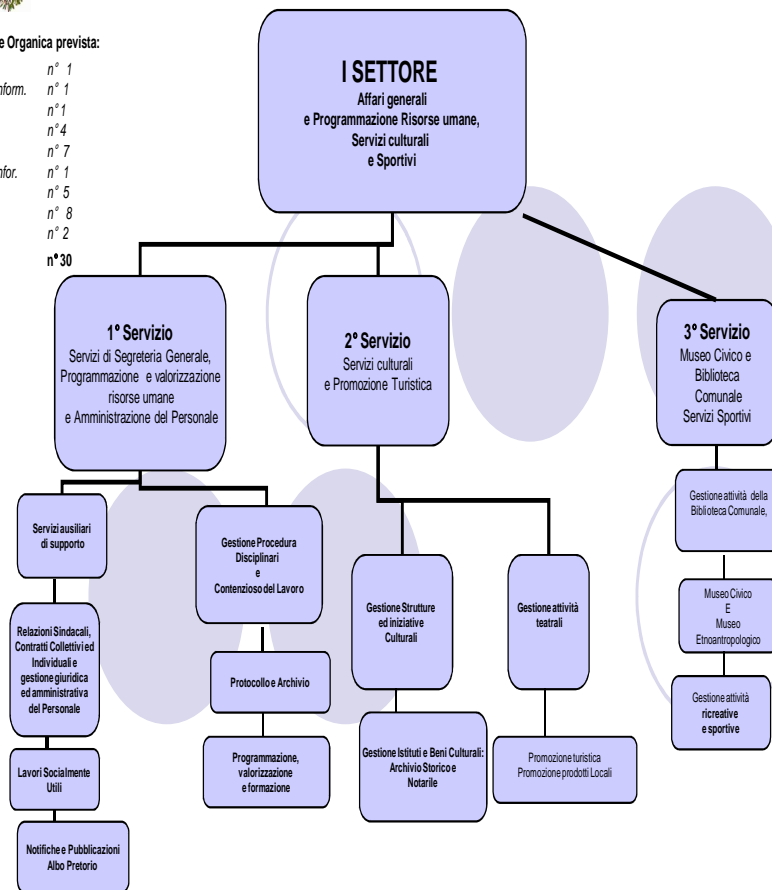 e Organica prevista:
n° 1
nform. n° 1
n°1
n°4
n° 7
nfor. n° 1
n° 5
n° 8
n° 2
n° 30
I SETTORE
Affari generali
e Programmazione Risorse umane,
Servizi culturali
e Sportivi
1° Servizio
Servizi di Segreteria Generale,
Programmazione e valorizzazione
risorse umane
e Amministrazione del Personale
2° Servizio
Servizi culturali
e Promozione Turistica
3° Servizio
Museo Civico e
Biblioteca
Comunale
Servizi Sportivi
Servizi ausiliari
di supporto
Relazioni Sindacali,
Contratti Collettivi ed
Individuali e
gestione giuridica
ed amministrativa
del Personale
Lavori Socialmente
Utili
Notifiche e Pubblicazioni
Albo Pretorio
Gestione Procedura
Disciplinari
e
Contenzioso del Lavoro
Protocollo e Archivio
Programmazione,
valorizzazione
e formazione
Gestione Strutture
ed iniziative
Culturali
Gestione Istituti e Beni Culturali:
Archivio Storico e
Notarile
Gestione attività
teatrali
Promozione turistica
Promozione prodotti Locali
Gestione attività della
Biblioteca Comunale,
Museo Civico
E
Museo
Etnoantropologico
Gestione attività
ricreative
e sportive